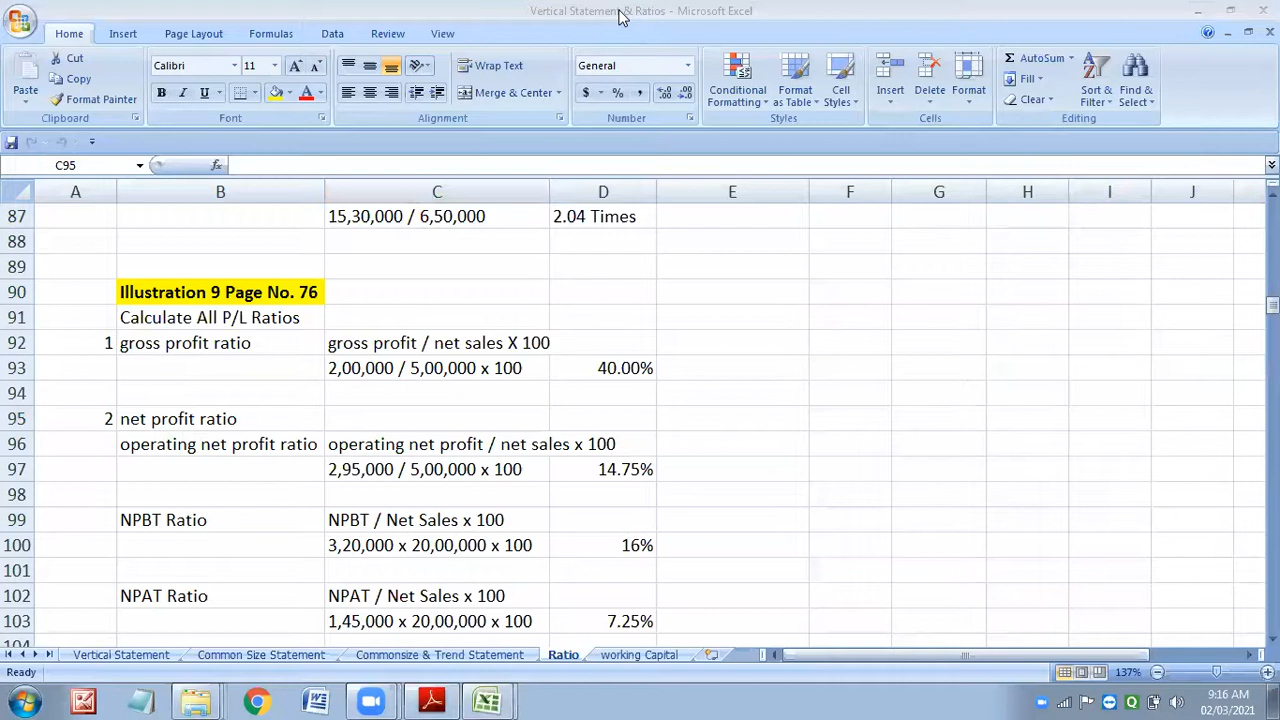 Vertical Statement & Ratios - Microsoft Excel
Home Insert Page Layout Formulas Data Review View
Paste Cut Copy Format Painter Clipboard
Calibri 11 B I U A A A Font
Wrap Text Merge & Center Alignment
General $ % , .0 .00 .00 .0 Number
Conditional Formatting Format as Table Cell Styles Styles
Insert Delete Format Cells
Σ AutoSum Fill Clear Sort & Filter Find & Select Editing
C95 fx
A B C D E F G H I J
87 15,30,000 / 6,50,000 2.04 Times
88
89
90 Illustration 9 Page No. 76
91 Calculate All P/L Ratios
92 1 gross profit ratio gross profit / net sales X 100
93 2,00,000 / 5,00,000 x 100 40.00%
94
95 2 net profit ratio
96 operating net profit ratio operating net profit / net sales x 100
97 2,95,000 / 5,00,000 x 100 14.75%
98
99 NPBT Ratio NPBT / Net Sales x 100
100 3,20,000 x 20,00,000 x 100 16%
101
102 NPAT Ratio NPAT / Net Sales x 100
103 1,45,000 x 20,00,000 x 100 7.25%
104
Vertical Statement Common Size Statement Commonsize & Trend Statement Ratio working Capital
Ready 137%
9:16 AM
02/03/2021